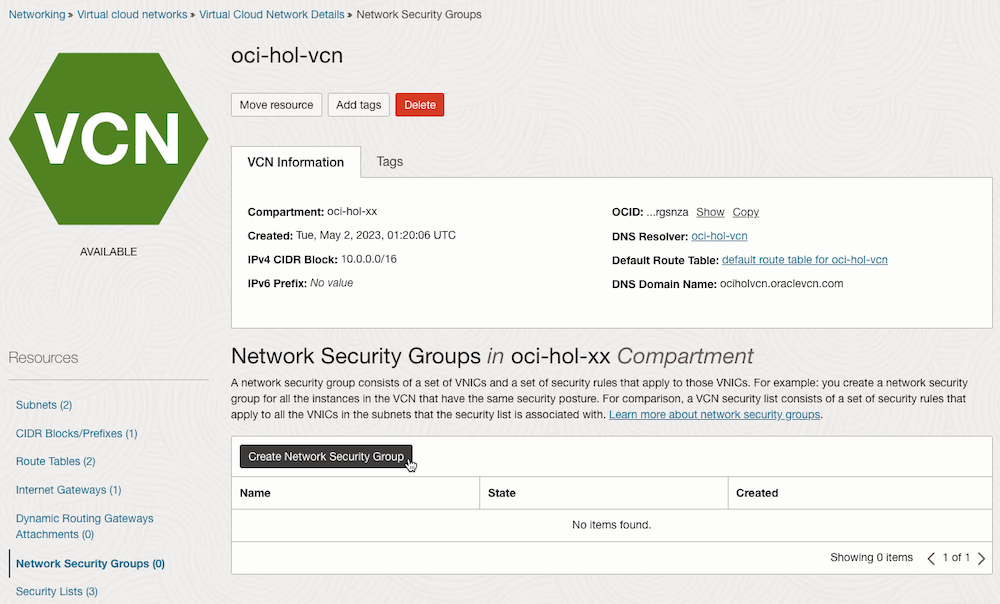 Networking » Virtual cloud networks » Virtual Cloud Network Details » Network Security Groups
VCN
AVAILABLE
oci-hol-vcn
Move resource Add tags Delete
VCN Information Tags
Compartment: oci-hol-xx
Created: Tue, May 2, 2023, 01:20:06 UTC
IPv4 CIDR Block: 10.0.0.0/16
IPv6 Prefix: No value
OCID: ...rgsnza Show Copy
DNS Resolver: oci-hol-vcn
Default Route Table: default route table for oci-hol-vcn
DNS Domain Name: ociholvcn.oraclevcn.com
Resources
Subnets (2)
CIDR Blocks/Prefixes (1)
Route Tables (2)
Internet Gateways (1)
Dynamic Routing Gateways
Attachments (0)
Network Security Groups (0)
Security Lists (3)
Network Security Groups in oci-hol-xx Compartment
A network security group consists of a set of VNICs and a set of security rules that apply to those VNICs. For example: you create a network security
group for all the instances in the VCN that have the same security posture. For comparison, a VCN security list consists of a set of security rules that
apply to all the VNICs in the subnets that the security list is associated with. Learn more about network security groups.
Create Network Security Group
Name State Created
No items found.
Showing 0 items < 1 of 1 >